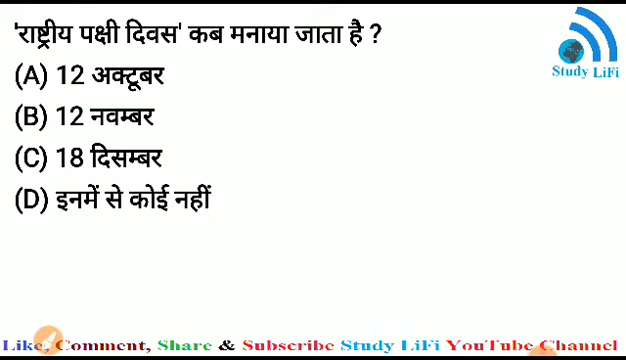 'राष्ट्रीय पक्षी दिवस' कब मनाया जाता है ?
(A) 12 अक्टूबर
(B) 12 नवम्बर
(C) 18 दिसम्बर
(D) इनमें से कोई नहीं
Study LiFi
Like, Comment, Share & Subscribe Study LiFi YouTube Channel